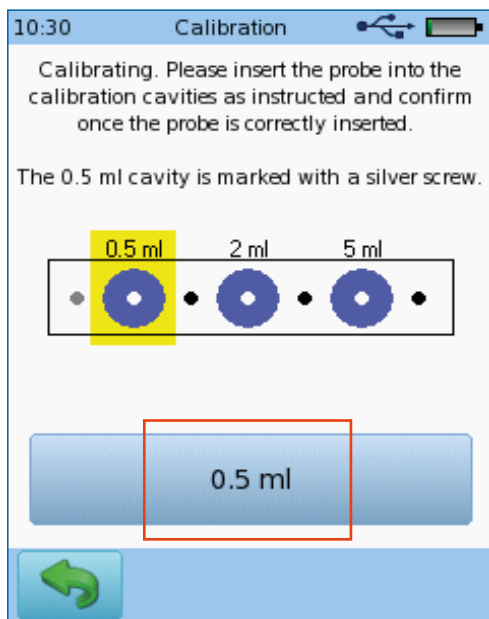 10:30 Calibration
Calibrating. Please insert the probe into the
calibration cavities as instructed and confirm
once the probe is correctly inserted.
The 0.5 ml cavity is marked with a silver screw.
0.5 ml 2 ml 5 ml
0.5 ml